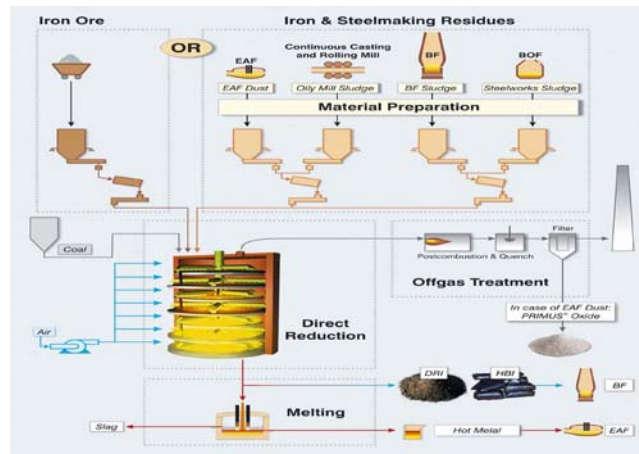 Iron Ore
OR
Iron & Steelmaking Residues
EAF
Continuous Casting
and Rolling Mill
BF
BOF
EAF Dust
Oily Mill Sludge
BF Sludge
Steelworks Sludge
Material Preparation
Coal
Filter
Postcombustion & Quench
Offgas Treatment
Direct
Reduction
In case of EAF Dust:
PRIMUS® Oxide
Air
DRI
HBI
BF
Melting
Slag
Hot Metal
EAF